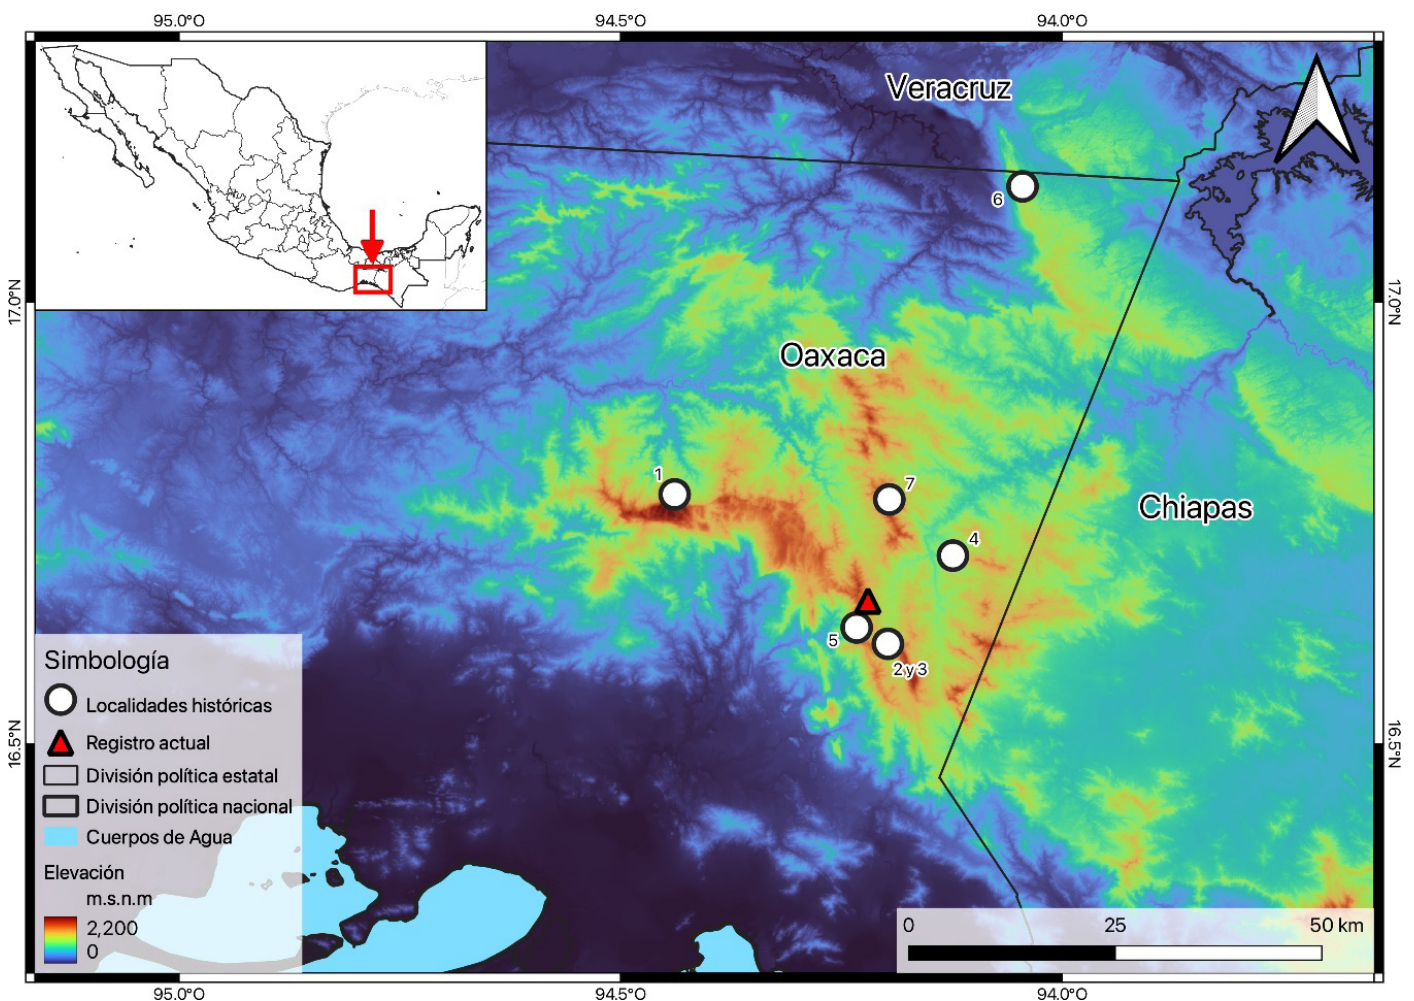 95.0°O
94.5°O
94.0°O
Veracruz
6
17.0°N
17.0°N
Oaxaca
1
7
Chiapas
4
5
2 y 3
Simbología
Localidades históricas
Registro actual
División política estatal
División política nacional
Cuerpos de Agua
Elevación
m.s.n.m
2,200
0
16.5°N
16.5°N
0
25
50 km
95.0°O
94.5°O
94.0°O